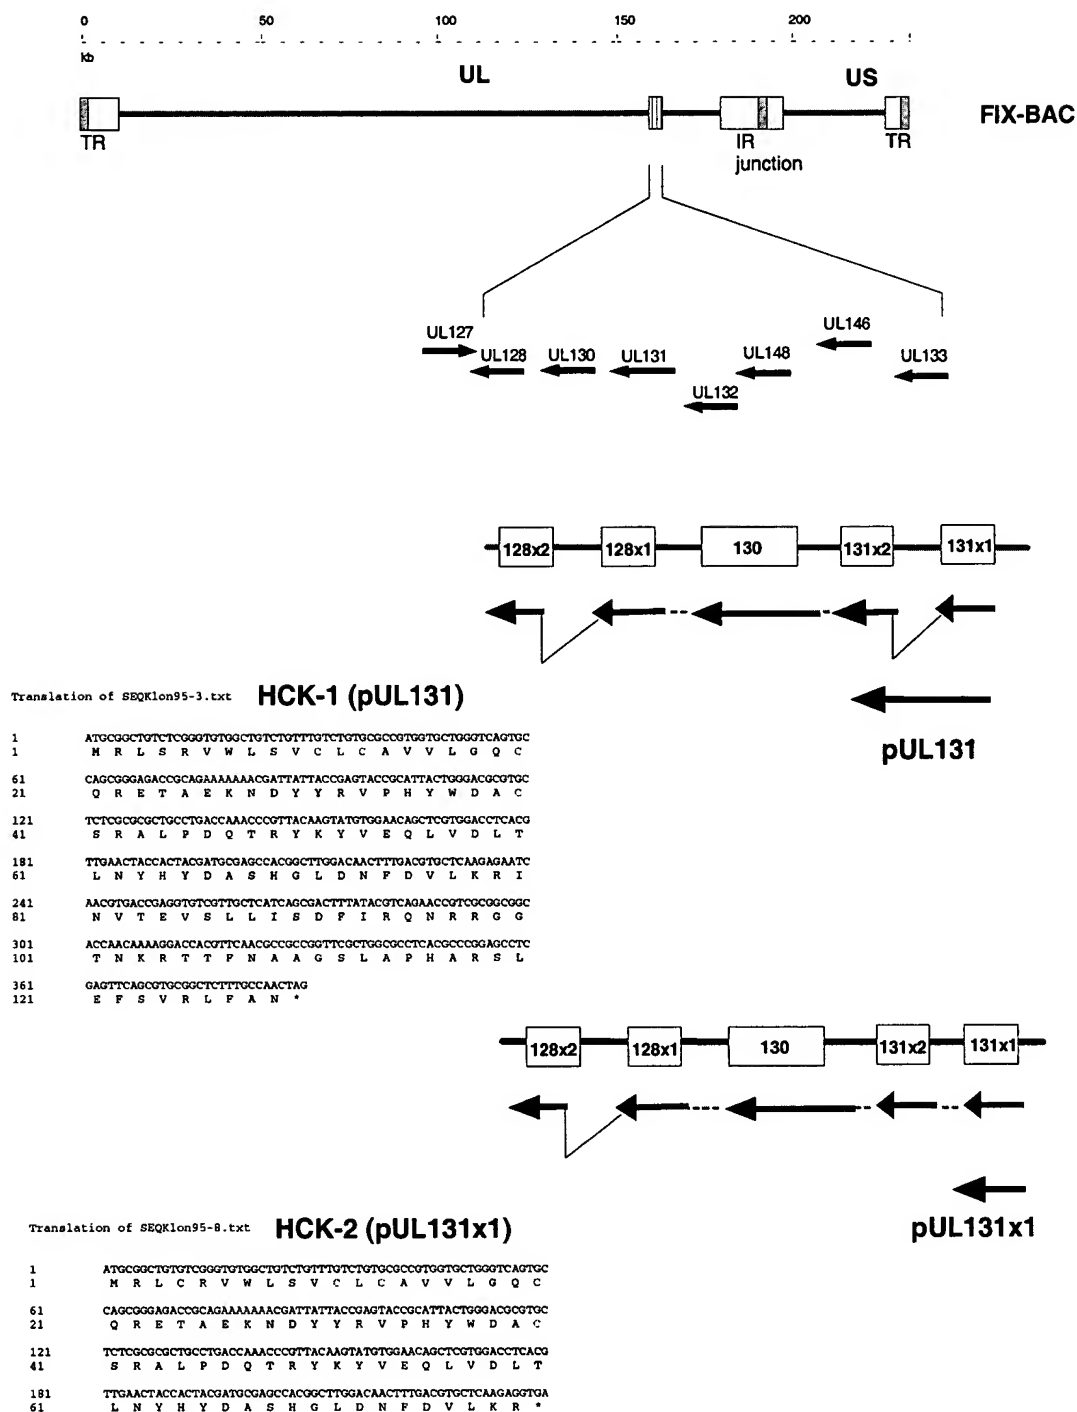 0 50 100 150 200
kb
UL
US
FIX-BAC
TR
IR
junction
TR
UL127
UL128
UL130
UL131
UL132
UL148
UL146
UL133
128x2 128x1 130 131x2 131x1
pUL131
Translation of SEQKlon95-3.txt HCK-1 (pUL131)
1 ATGCGGCTGTCTCGGGTGTGGCTGTCTGTTTGTCTGTGCGCCGTGGTGCTGGGTCAGTGC
1 M R L S R V W L S V C L C A V V L G Q C
61 CAGCGGGAGACCGCAGAAAAAAACGATTATTACCGAGTACCGCATTACTGGGACGCGTGC
21 Q R E T A E K N D Y Y R V P H Y W D A C
121 TCTCGCGCGCTGCCTGACCAAACCCGTTACAAGTATGTGGAACAGCTCGTGGACCTCACG
41 S R A L P D Q T R Y K Y V E Q L V D L T
181 TTGAACTACCACTACGATGCGAGCCACGGCTTGGACAACTTTGACGTGCTCAAGAGAATC
61 L N Y H Y D A S H G L D N F D V L K R I
241 AACGTGACCGAGGTGTCGTTGCTCATCAGCGACTTTATACGTCAGAACCGTCGCGGCGGC
81 N V T E V S L L I S D F I R Q N R R G G
301 ACCAACAAAAGGACCACGTTCAACGCCGCCGGTTCGCTGGCGCCTCACGCCCGGAGCCTC
101 T N K R T T F N A A G S L A P H A R S L
361 GAGTTCAGCGTGCGGCTCTTTGCCAACTAG
121 E F S V R L F A N *
128x2 128x1 130 131x2 131x1
pUL131x1
Translation of SEQKlon95-8.txt HCK-2 (pUL131x1)
1 ATGCGGCTGTGTCGGGTGTGGCTGTCTGTTTGTCTGTGCGCCGTGGTGCTGGGTCAGTGC
1 M R L C R V W L S V C L C A V V L G Q C
61 CAGCGGGAGACCGCAGAAAAAAACGATTATTACCGAGTACCGCATTACTGGGACGCGTGC
21 Q R E T A E K N D Y Y R V P H Y W D A C
121 TCTCGCGCGCTGCCTGACCAAACCCGTTACAAGTATGTGGAACAGCTCGTGGACCTCACG
41 S R A L P D Q T R Y K Y V E Q L V D L T
181 TTGAACTACCACTACGATGCGAGCCACGGCTTGGACAACTTTGACGTGCTCAAGAGGTGA
61 L N Y H Y D A S H G L D N F D V L K R *